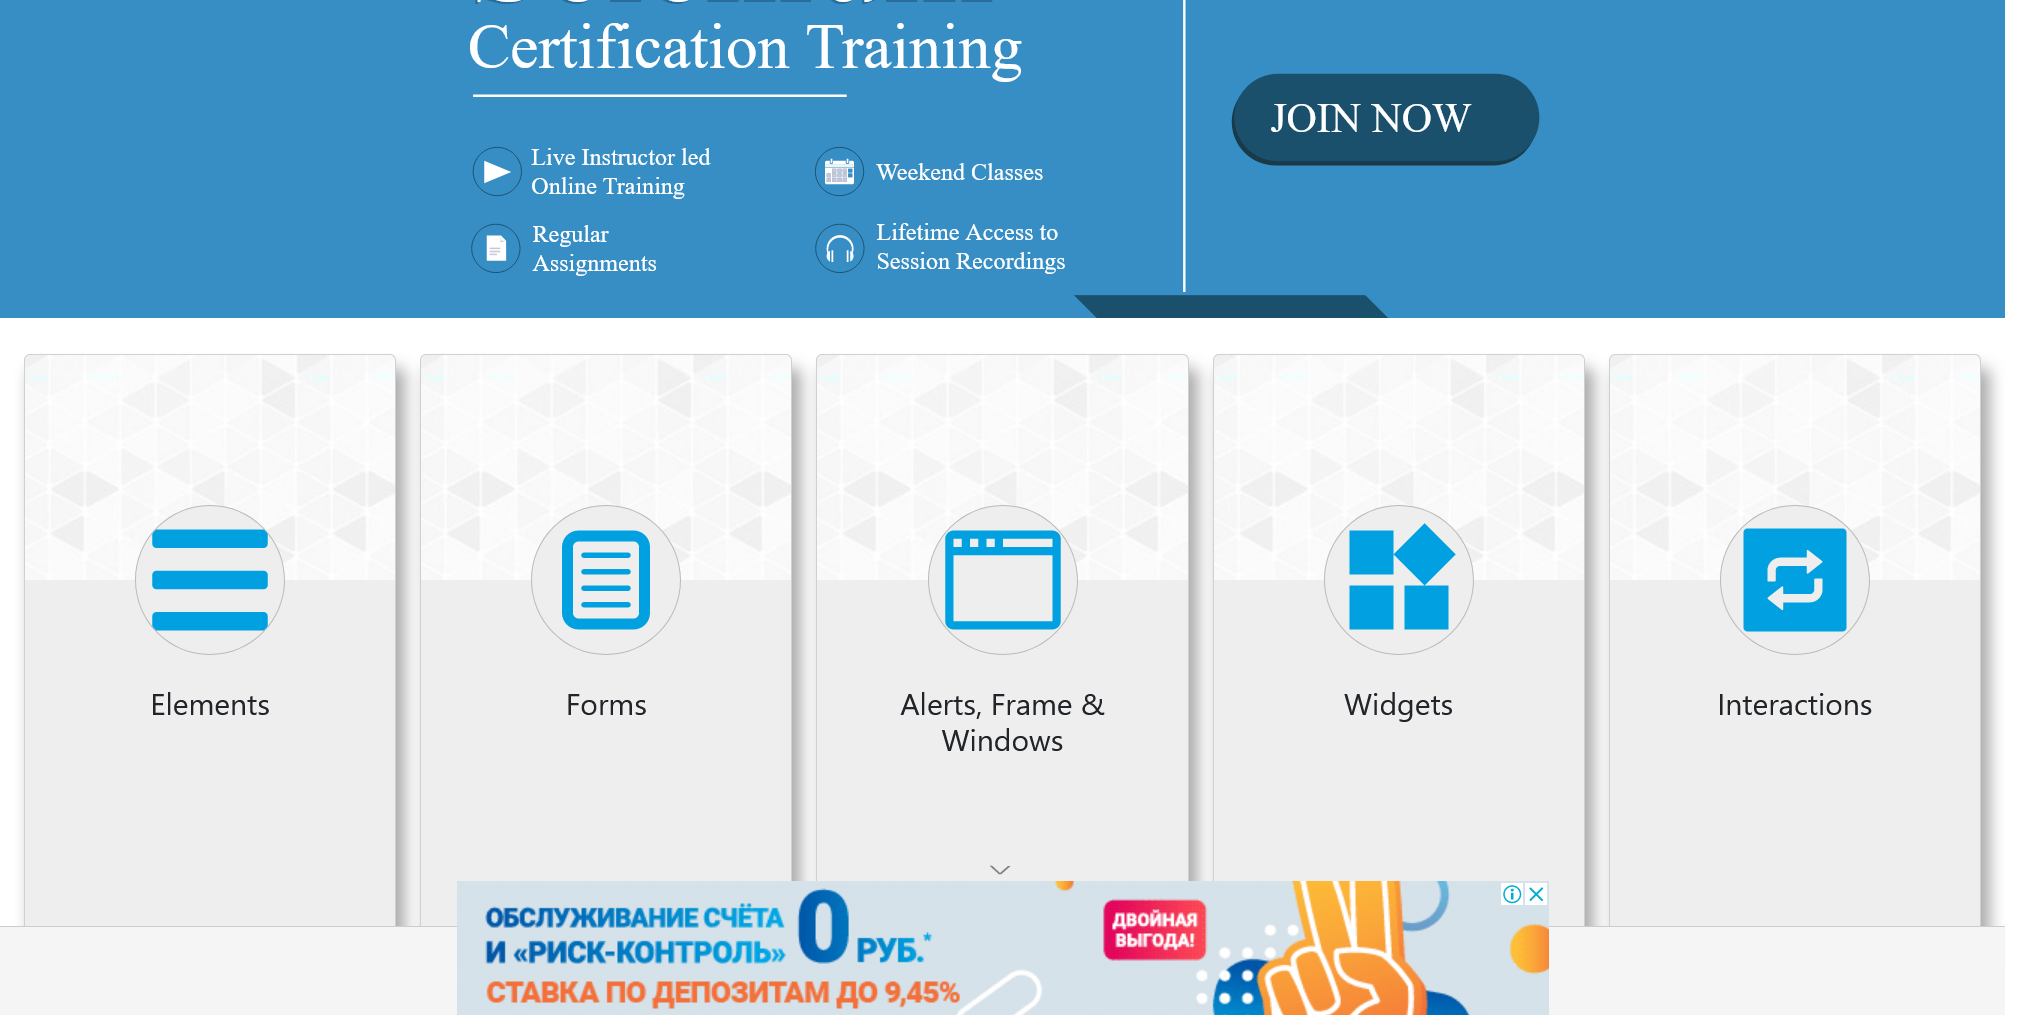 Certification Training
JOIN NOW
Live Instructor led
Online Training
Weekend Classes
Regular
Assignments
Lifetime Access to
Session Recordings
Elements
Forms
Alerts, Frame &
Windows
Widgets
Interactions
ОБСЛУЖИВАНИЕ СЧЁТА
И «РИСК-КОНТРОЛЬ» 0 РУБ.*
СТАВКА ПО ДЕПОЗИТАМ ДО 9,45%
ДВОЙНАЯ
ВЫГОДА!